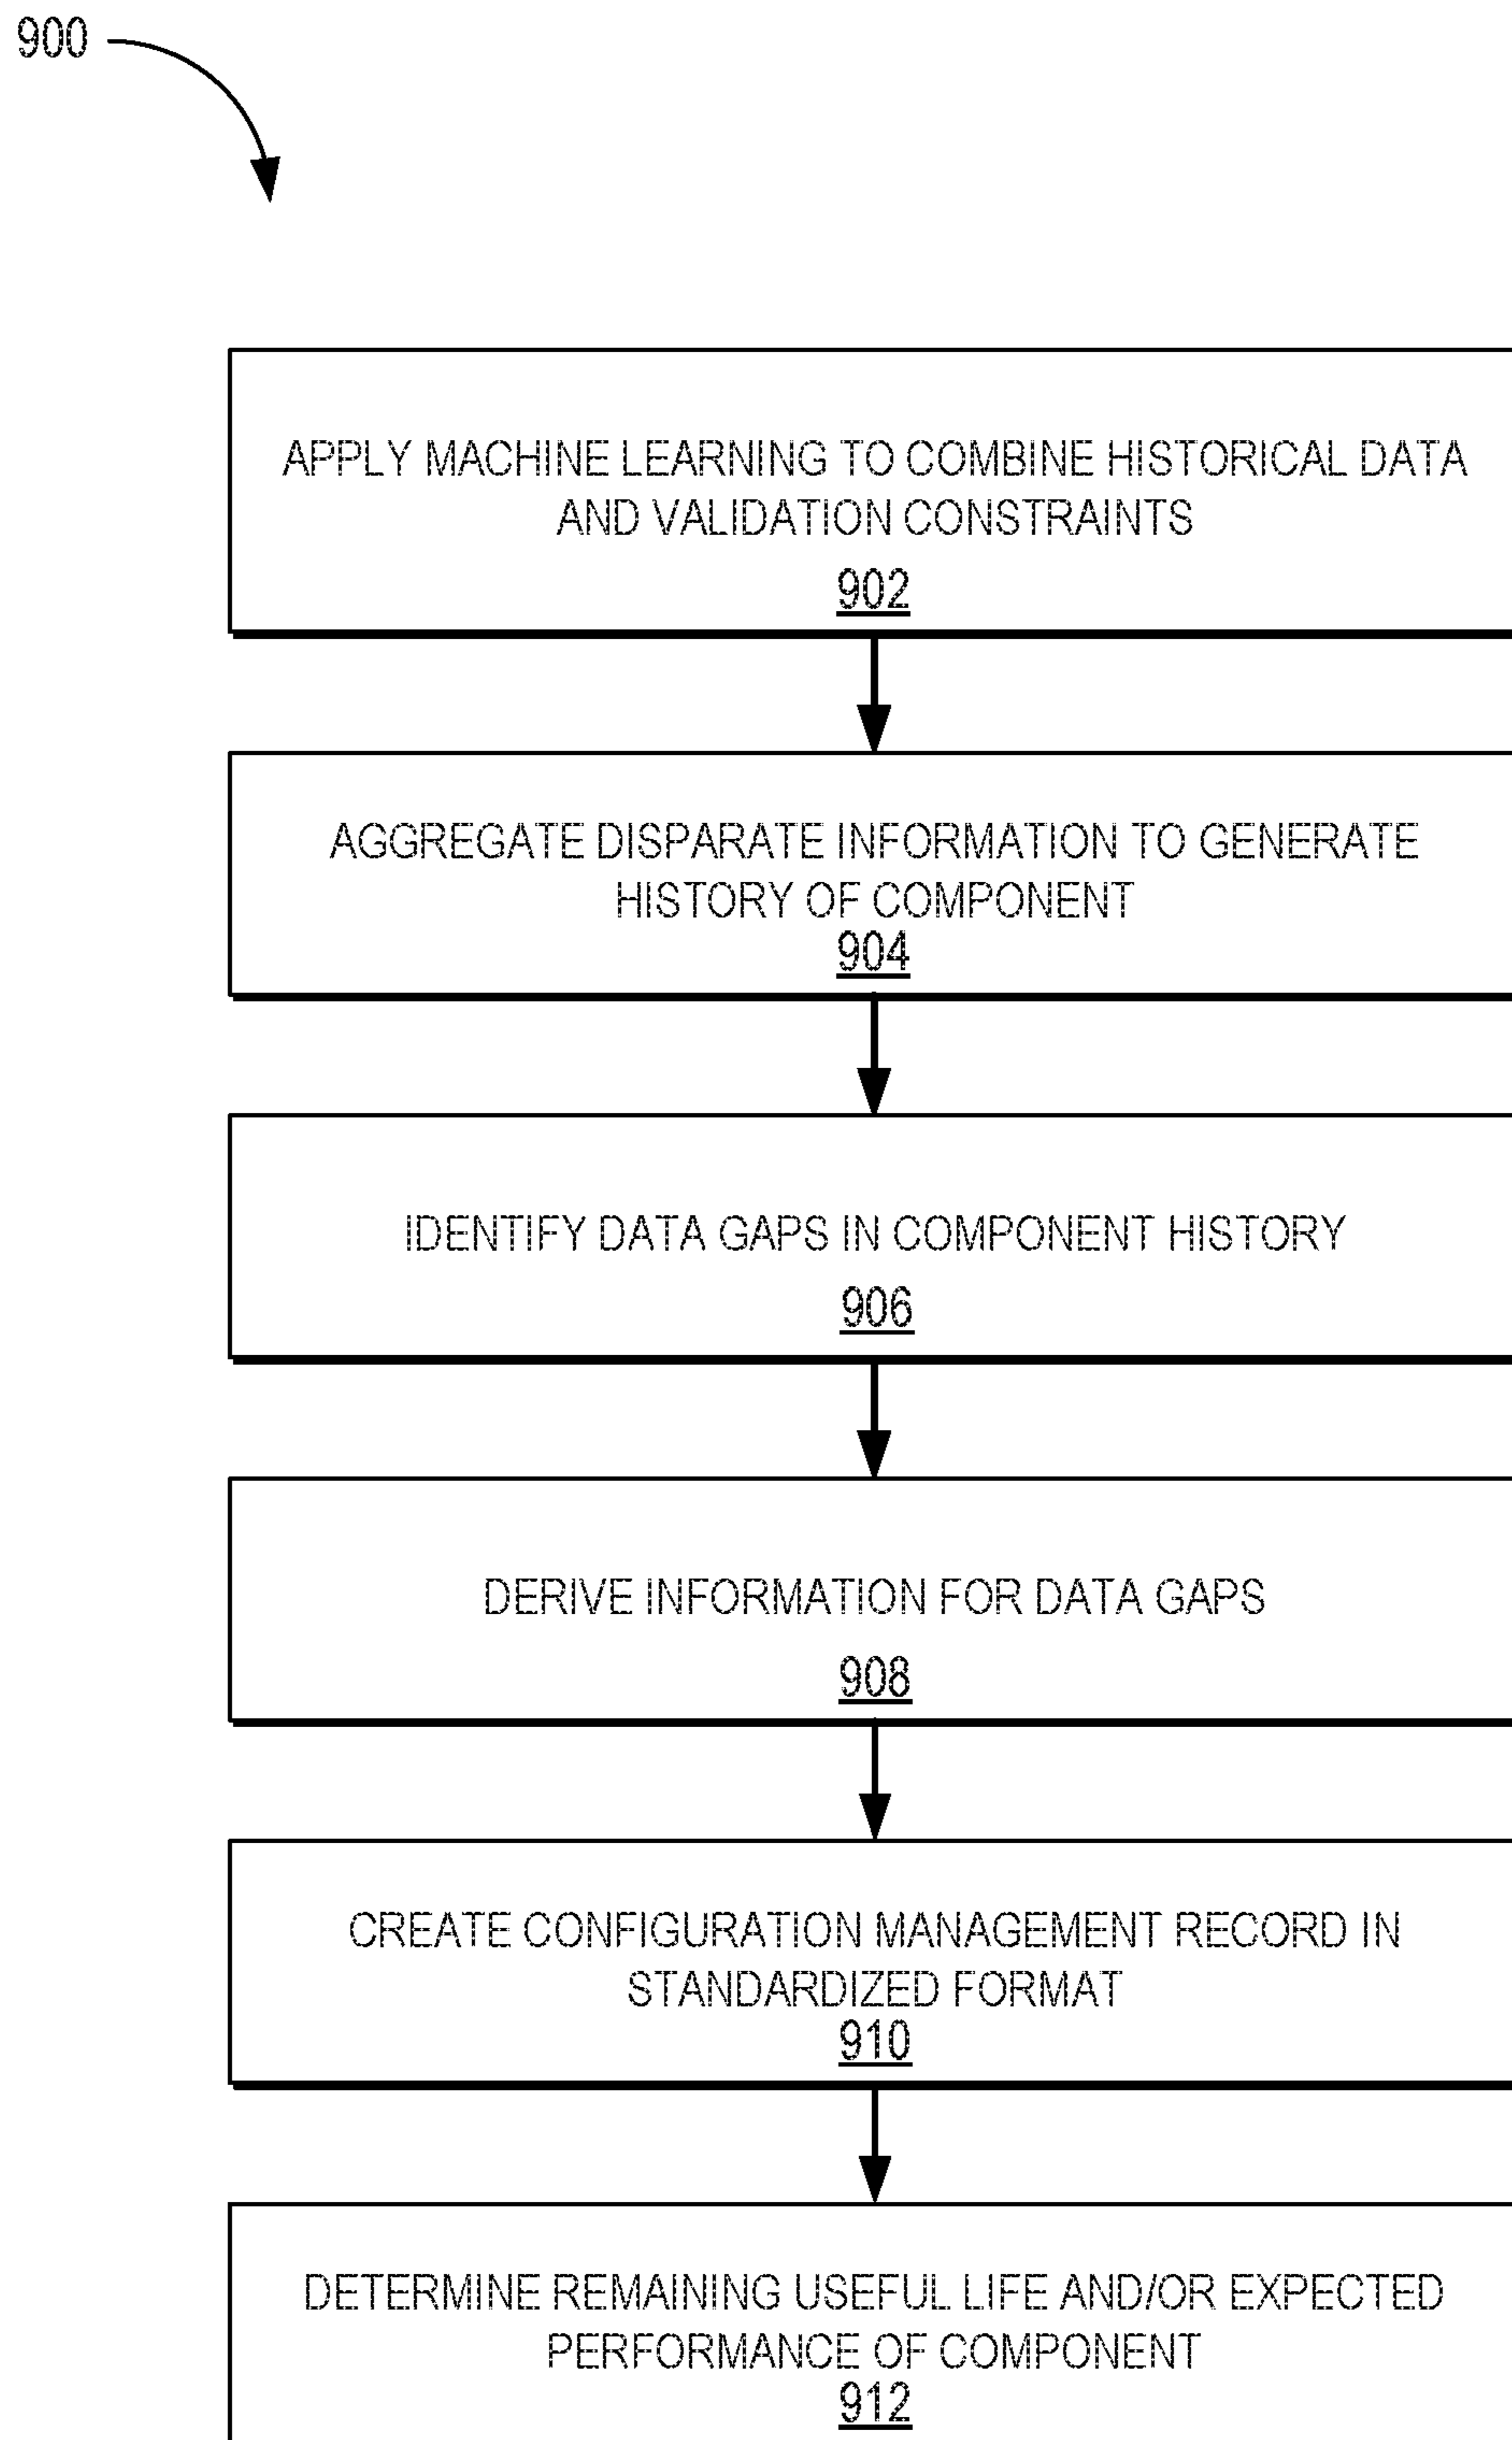 900
APPLY MACHINE LEARNING TO COMBINE HISTORICAL DATA
AND VALIDATION CONSTRAINTS
902
AGGREGATE DISPARATE INFORMATION TO GENERATE
HISTORY OF COMPONENT
904
IDENTIFY DATA GAPS IN COMPONENT HISTORY
906
DERIVE INFORMATION FOR DATA GAPS
908
CREATE CONFIGURATION MANAGEMENT RECORD IN
STANDARDIZED FORMAT
910
DETERMINE REMAINING USEFUL LIFE AND/OR EXPECTED
PERFORMANCE OF COMPONENT
912